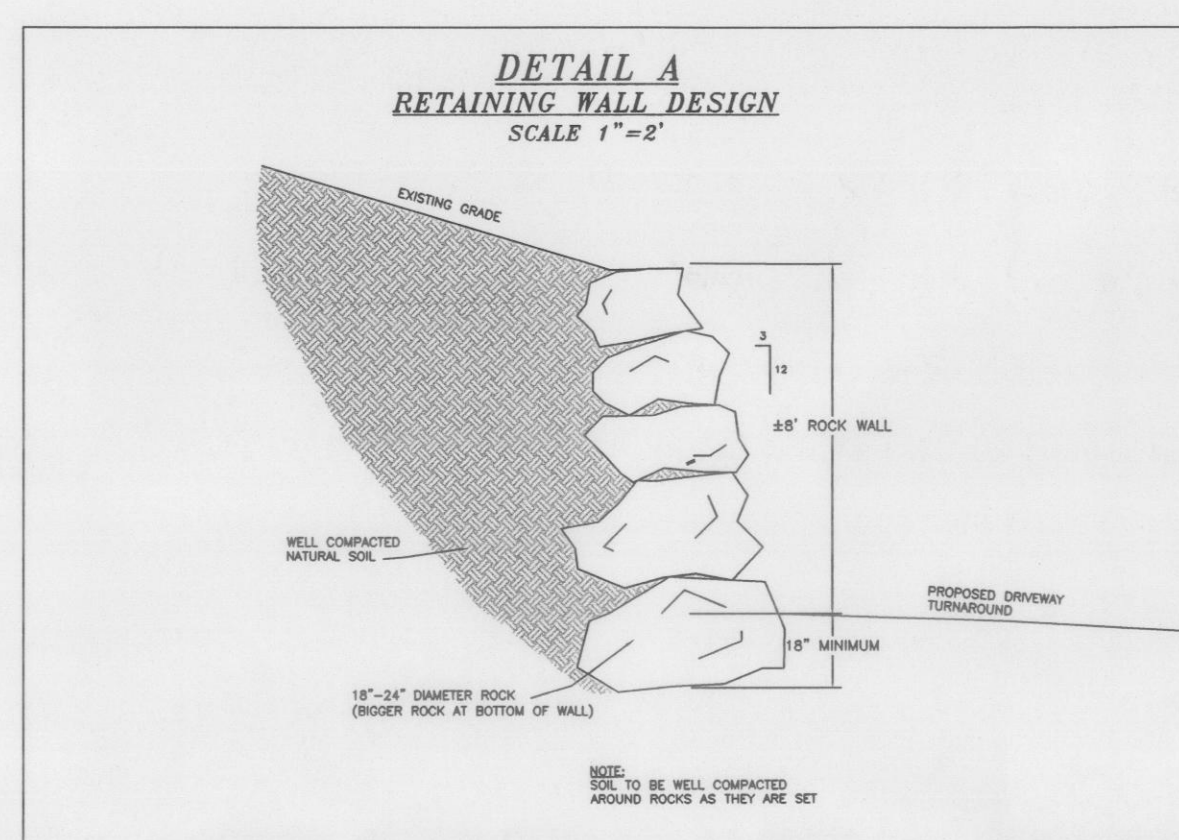 DETAIL A
RETAINING WALL DESIGN
SCALE 1"=2'
EXISTING GRADE
3
12
±8' ROCK WALL
WELL COMPACTED
NATURAL SOIL
PROPOSED DRIVEWAY
TURNAROUND
18" MINIMUM
18"-24" DIAMETER ROCK
(BIGGER ROCK AT BOTTOM OF WALL)
NOTE:
SOIL TO BE WELL COMPACTED
AROUND ROCKS AS THEY ARE SET